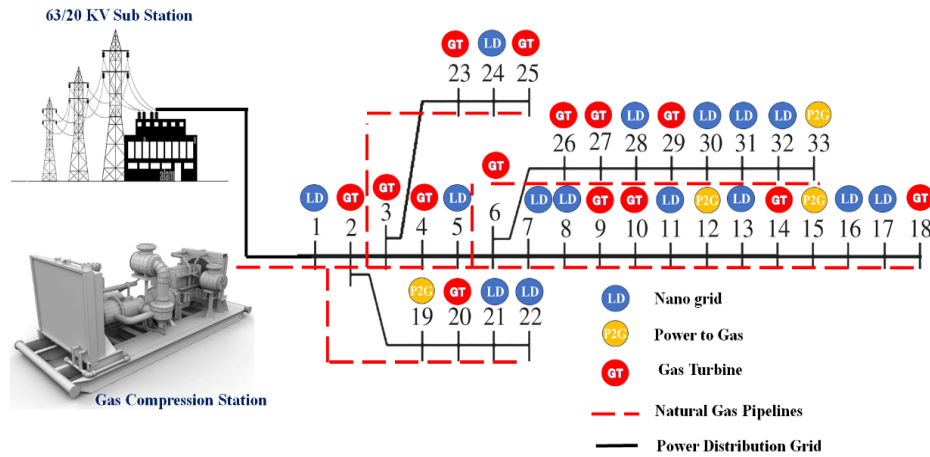 63/20 KV Sub Station
GT LD GT
23 24 25
GT GT LD GT LD LD LD P2G
26 27 28 29 30 31 32 33
GT
LD GT GT GT LD LD LD GT GT LD P2G LD GT P2G LD LD GT
1 2 3 4 5 6 7 8 9 10 11 12 13 14 15 16 17 18
P2G GT LD LD
19 20 21 22
LD Nano grid
P2G Power to Gas
GT Gas Turbine
Natural Gas Pipelines
Power Distribution Grid
Gas Compression Station